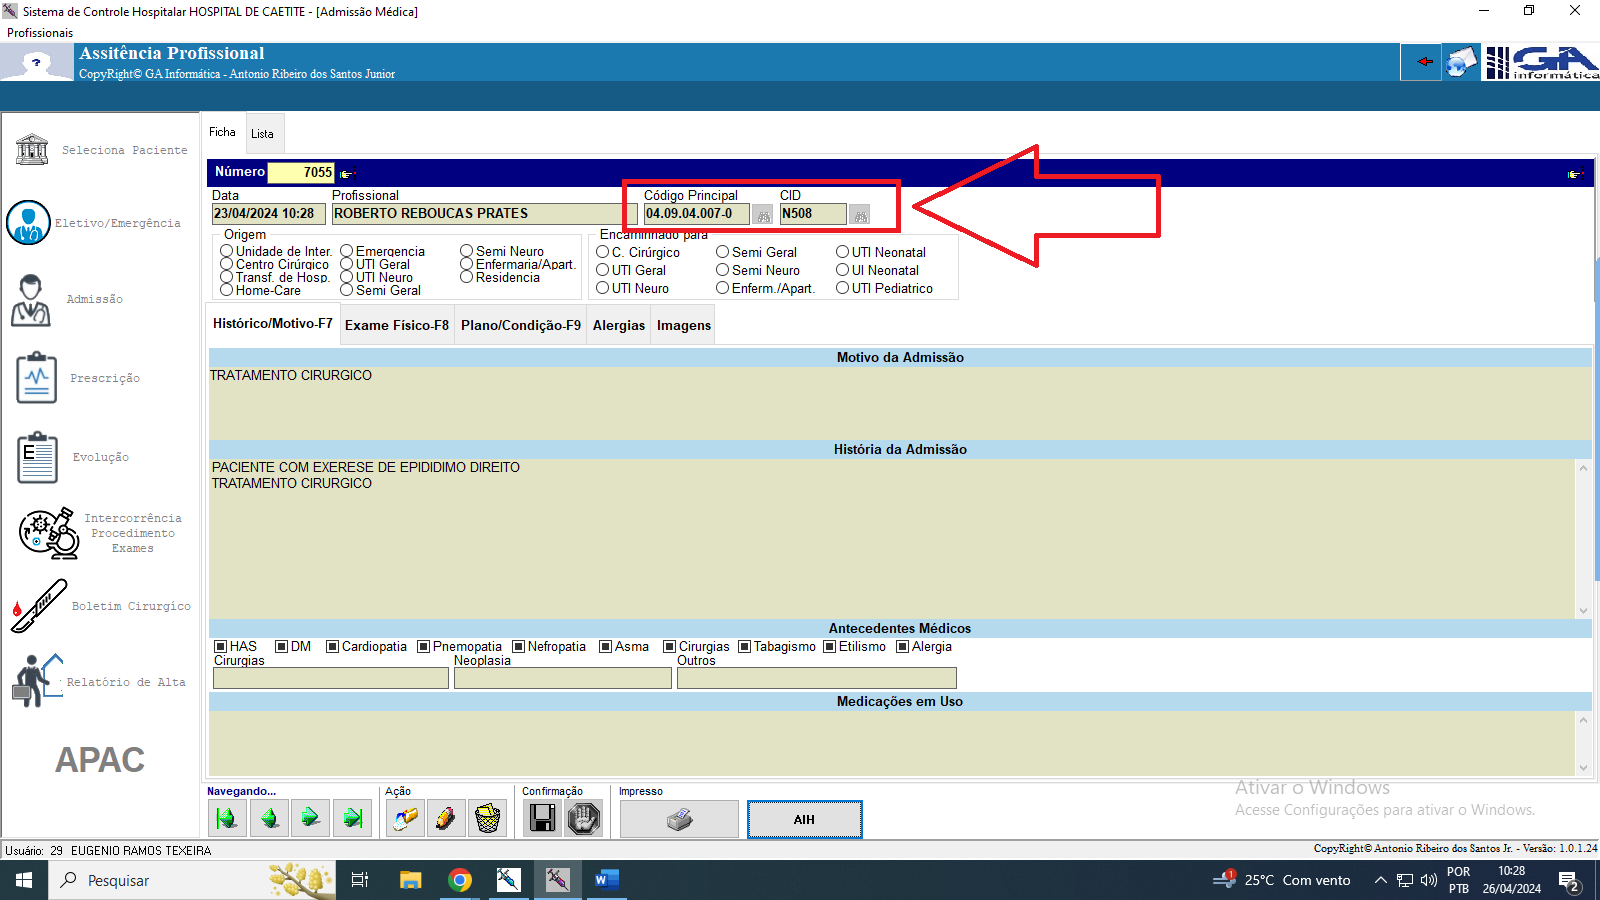 Sistema de Controle Hospitalar HOSPITAL DE CAETITE - [Admissão Médica]
Profissionais
?
Assitência Profissional
CopyRight© GA Informática - Antonio Ribeiro dos Santos Junior
GA
informática
Seleciona Paciente
Eletivo/Emergência
Admissão
Prescrição
E
Evolução
Intercorrência
Procedimento
Exames
Boletim Cirurgíco
Relatório de Alta
APAC
Ficha
Lista
Número 7055
Data Profissional Código Principal CID
23/04/2024 10:28 ROBERTO REBOUCAS PRATES 04.09.04.007-0 N508
Origem
Unidade de Inter. Emergencia Semi Neuro
Centro Cirúrgico UTI Geral Enfermaria/Apart.
Transf. de Hosp. UTI Neuro Residencia
Home-Care Semi Geral
Encaminhado para
C. Cirúrgico Semi Geral UTI Neonatal
UTI Geral Semi Neuro UI Neonatal
UTI Neuro Enferm./Apart. UTI Pediatrico
Histórico/Motivo-F7 Exame Físico-F8 Plano/Condição-F9 Alergias Imagens
Motivo da Admissão
TRATAMENTO CIRURGICO
História da Admissão
PACIENTE COM EXERESE DE EPIDIDIMO DIREITO
TRATAMENTO CIRURGICO
Antecedentes Médicos
HAS DM Cardiopatia Pnemopatia Nefropatia Asma Cirurgias Tabagismo Etilismo Alergia
Cirurgias Neoplasia Outros
Medicações em Uso
Navegando... Ação Confirmação Impresso
AIH
Ativar o Windows
Acesse Configurações para ativar o Windows.
Usuário: 29 EUGENIO RAMOS TEXEIRA
CopyRight© Antonio Ribeiro dos Santos Jr. - Versão: 1.0.1.24
Pesquisar
W
1
25°C Com vento
POR
PTB
10:28
26/04/2024
2